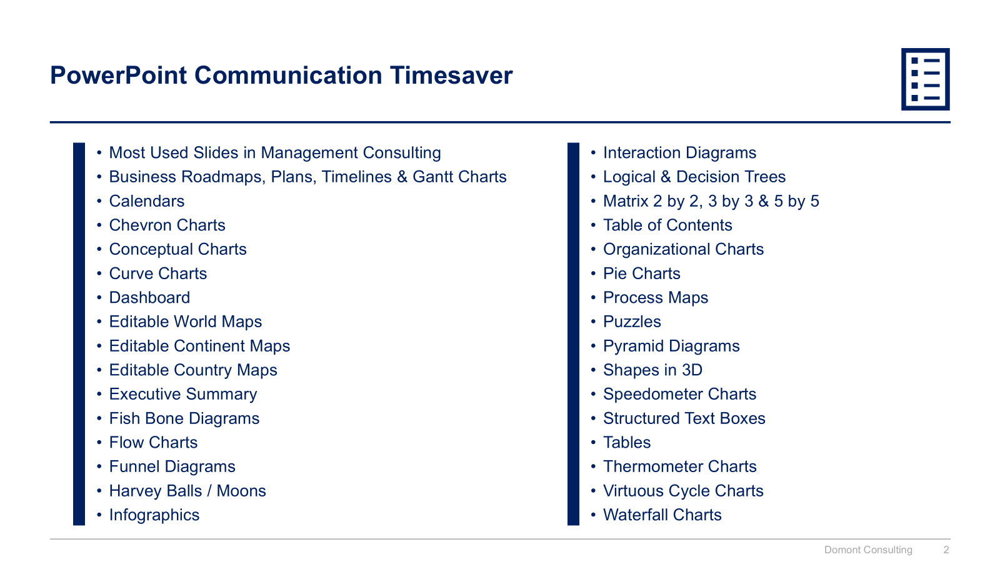 PowerPoint Communication Timesaver
• Most Used Slides in Management Consulting
• Business Roadmaps, Plans, Timelines & Gantt Charts
• Calendars
• Chevron Charts
• Conceptual Charts
• Curve Charts
• Dashboard
• Editable World Maps
• Editable Continent Maps
• Editable Country Maps
• Executive Summary
• Fish Bone Diagrams
• Flow Charts
• Funnel Diagrams
• Harvey Balls / Moons
• Infographics
• Interaction Diagrams
• Logical & Decision Trees
• Matrix 2 by 2, 3 by 3 & 5 by 5
• Table of Contents
• Organizational Charts
• Pie Charts
• Process Maps
• Puzzles
• Pyramid Diagrams
• Shapes in 3D
• Speedometer Charts
• Structured Text Boxes
• Tables
• Thermometer Charts
• Virtuous Cycle Charts
• Waterfall Charts
Domont Consulting 2